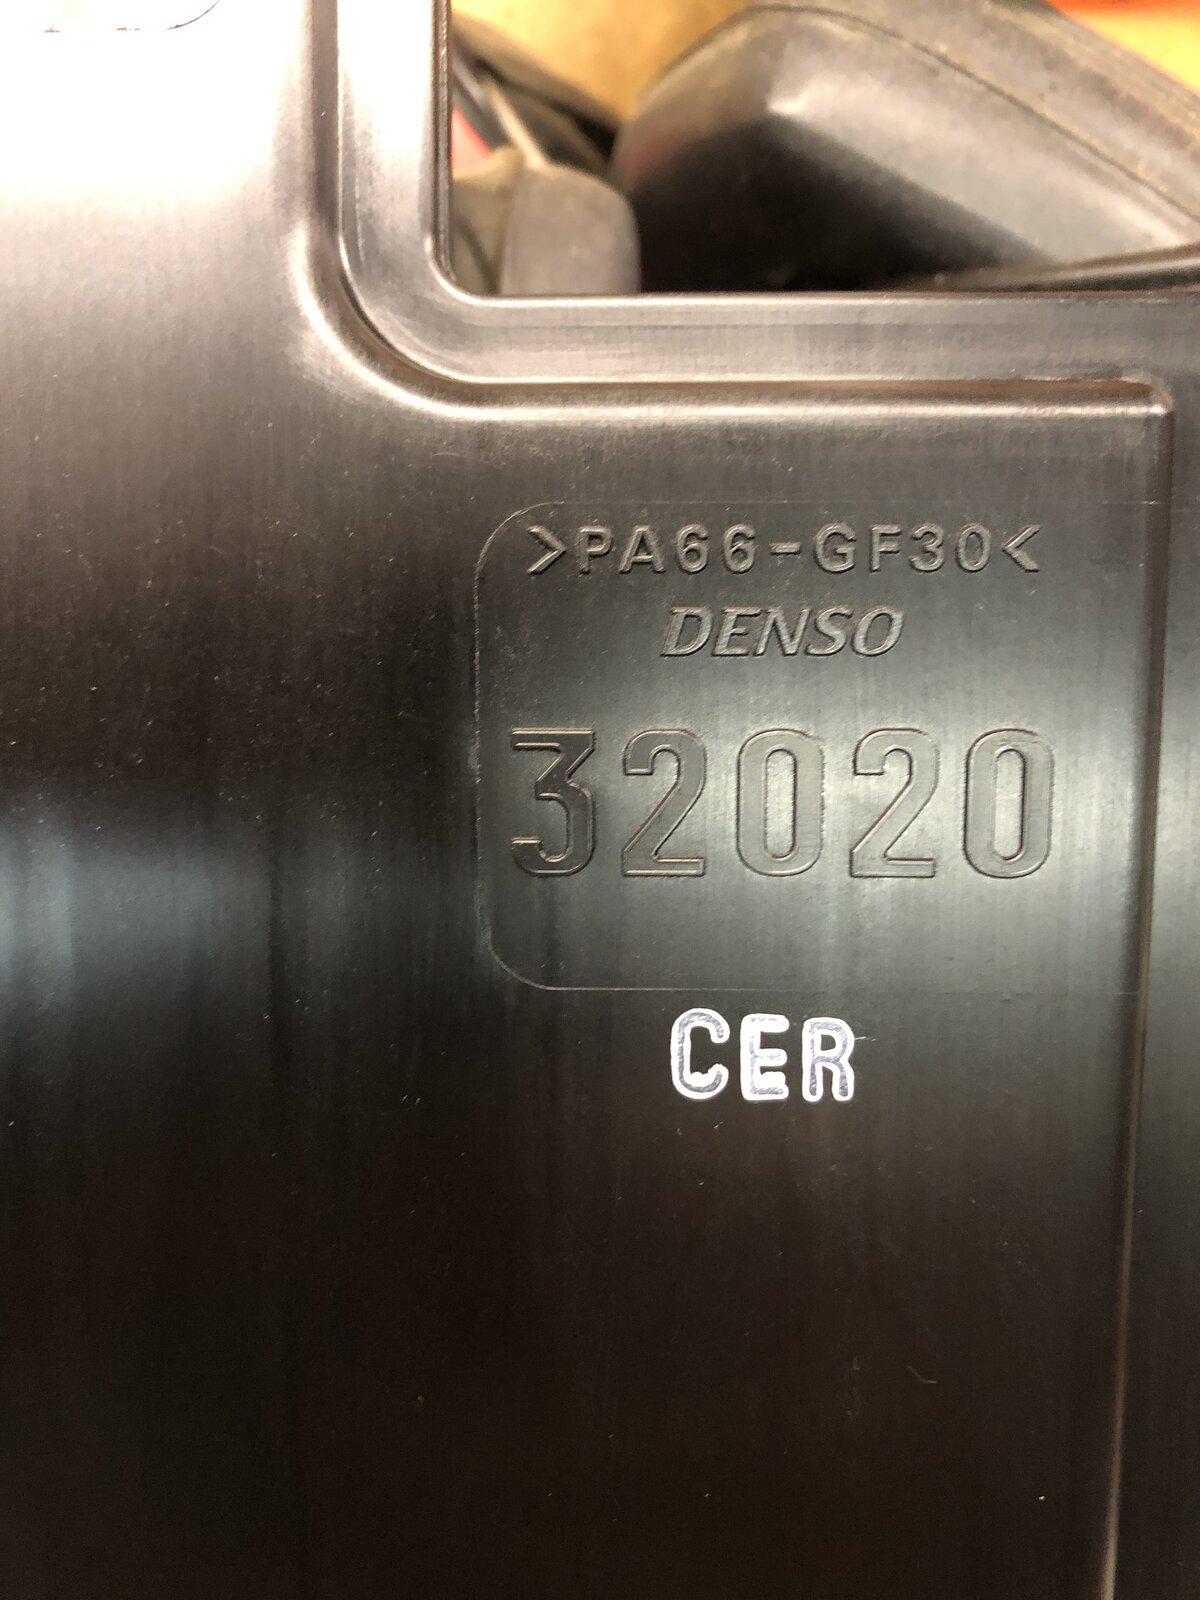 >PA66-GF30<
DENSO
32020
CER